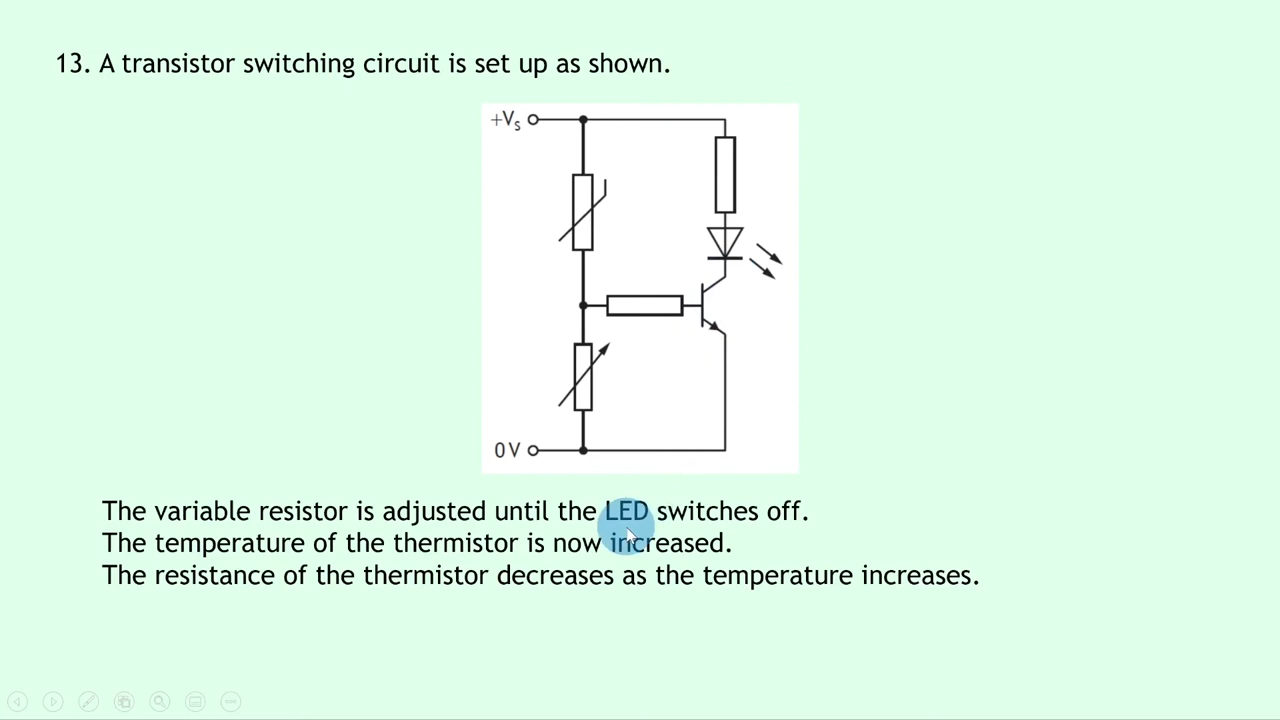 13. A transistor switching circuit is set up as shown.
+Vs
0V
The variable resistor is adjusted until the LED switches off.
The temperature of the thermistor is now increased.
The resistance of the thermistor decreases as the temperature increases.